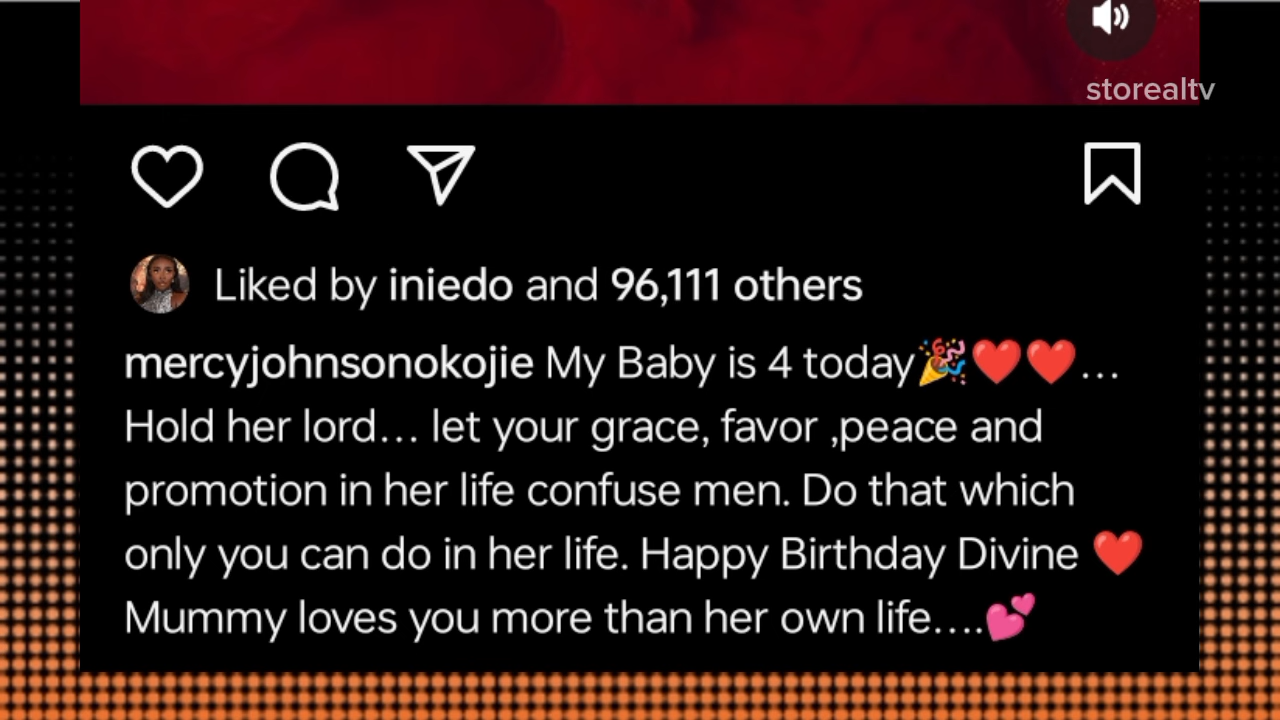 storealtv
Liked by iniedo and 96,111 others
mercyjohnsonokojie My Baby is 4 today🎉❤️❤️...
Hold her lord... let your grace, favor ,peace and
promotion in her life confuse men. Do that which
only you can do in her life. Happy Birthday Divine ❤️
Mummy loves you more than her own life....💕